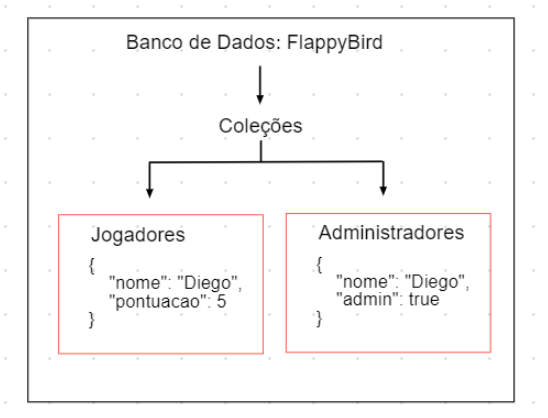 Banco de Dados: FlappyBird
Coleções
Jogadores
{
"nome": "Diego",
"pontuacao": 5
}
Administradores
{
"nome": "Diego",
"admin": true
}